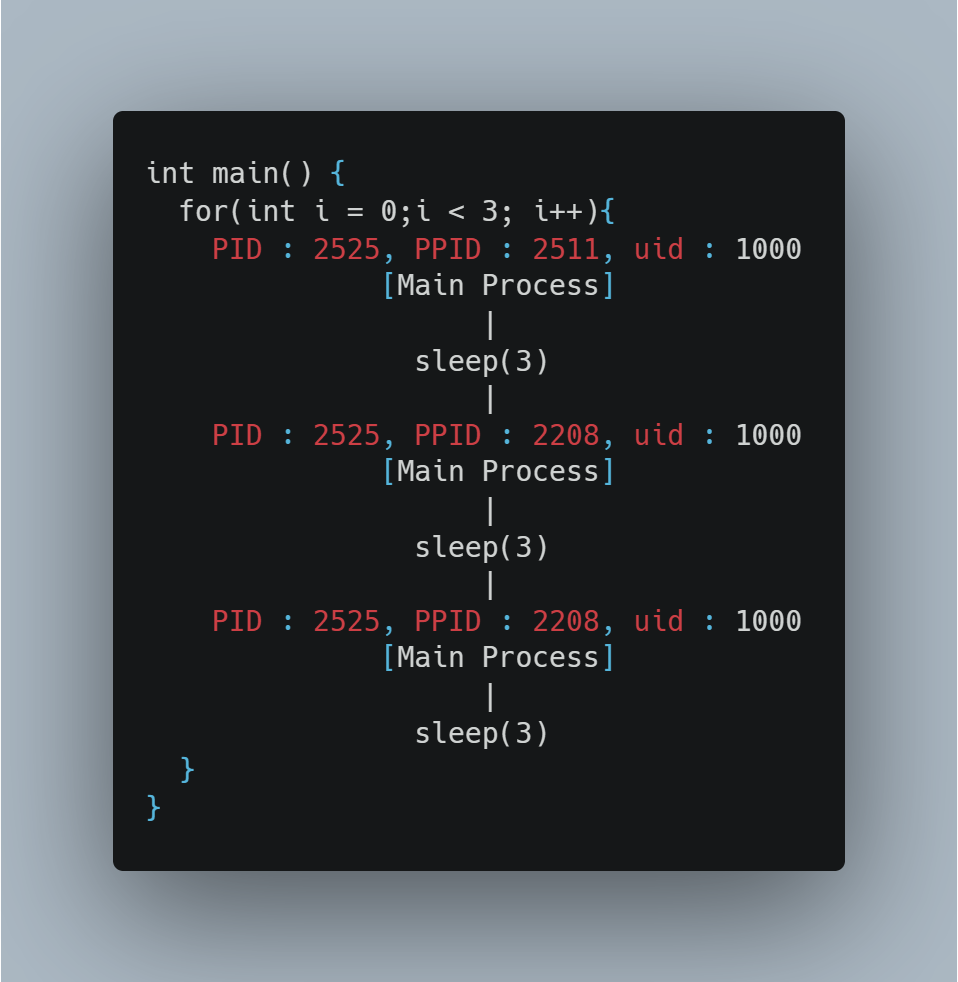 int main() {
for(int i = 0;i < 3; i++){
PID : 2525, PPID : 2511, uid : 1000
[Main Process]
|
sleep(3)
|
PID : 2525, PPID : 2208, uid : 1000
[Main Process]
|
sleep(3)
|
PID : 2525, PPID : 2208, uid : 1000
[Main Process]
|
sleep(3)
}
}